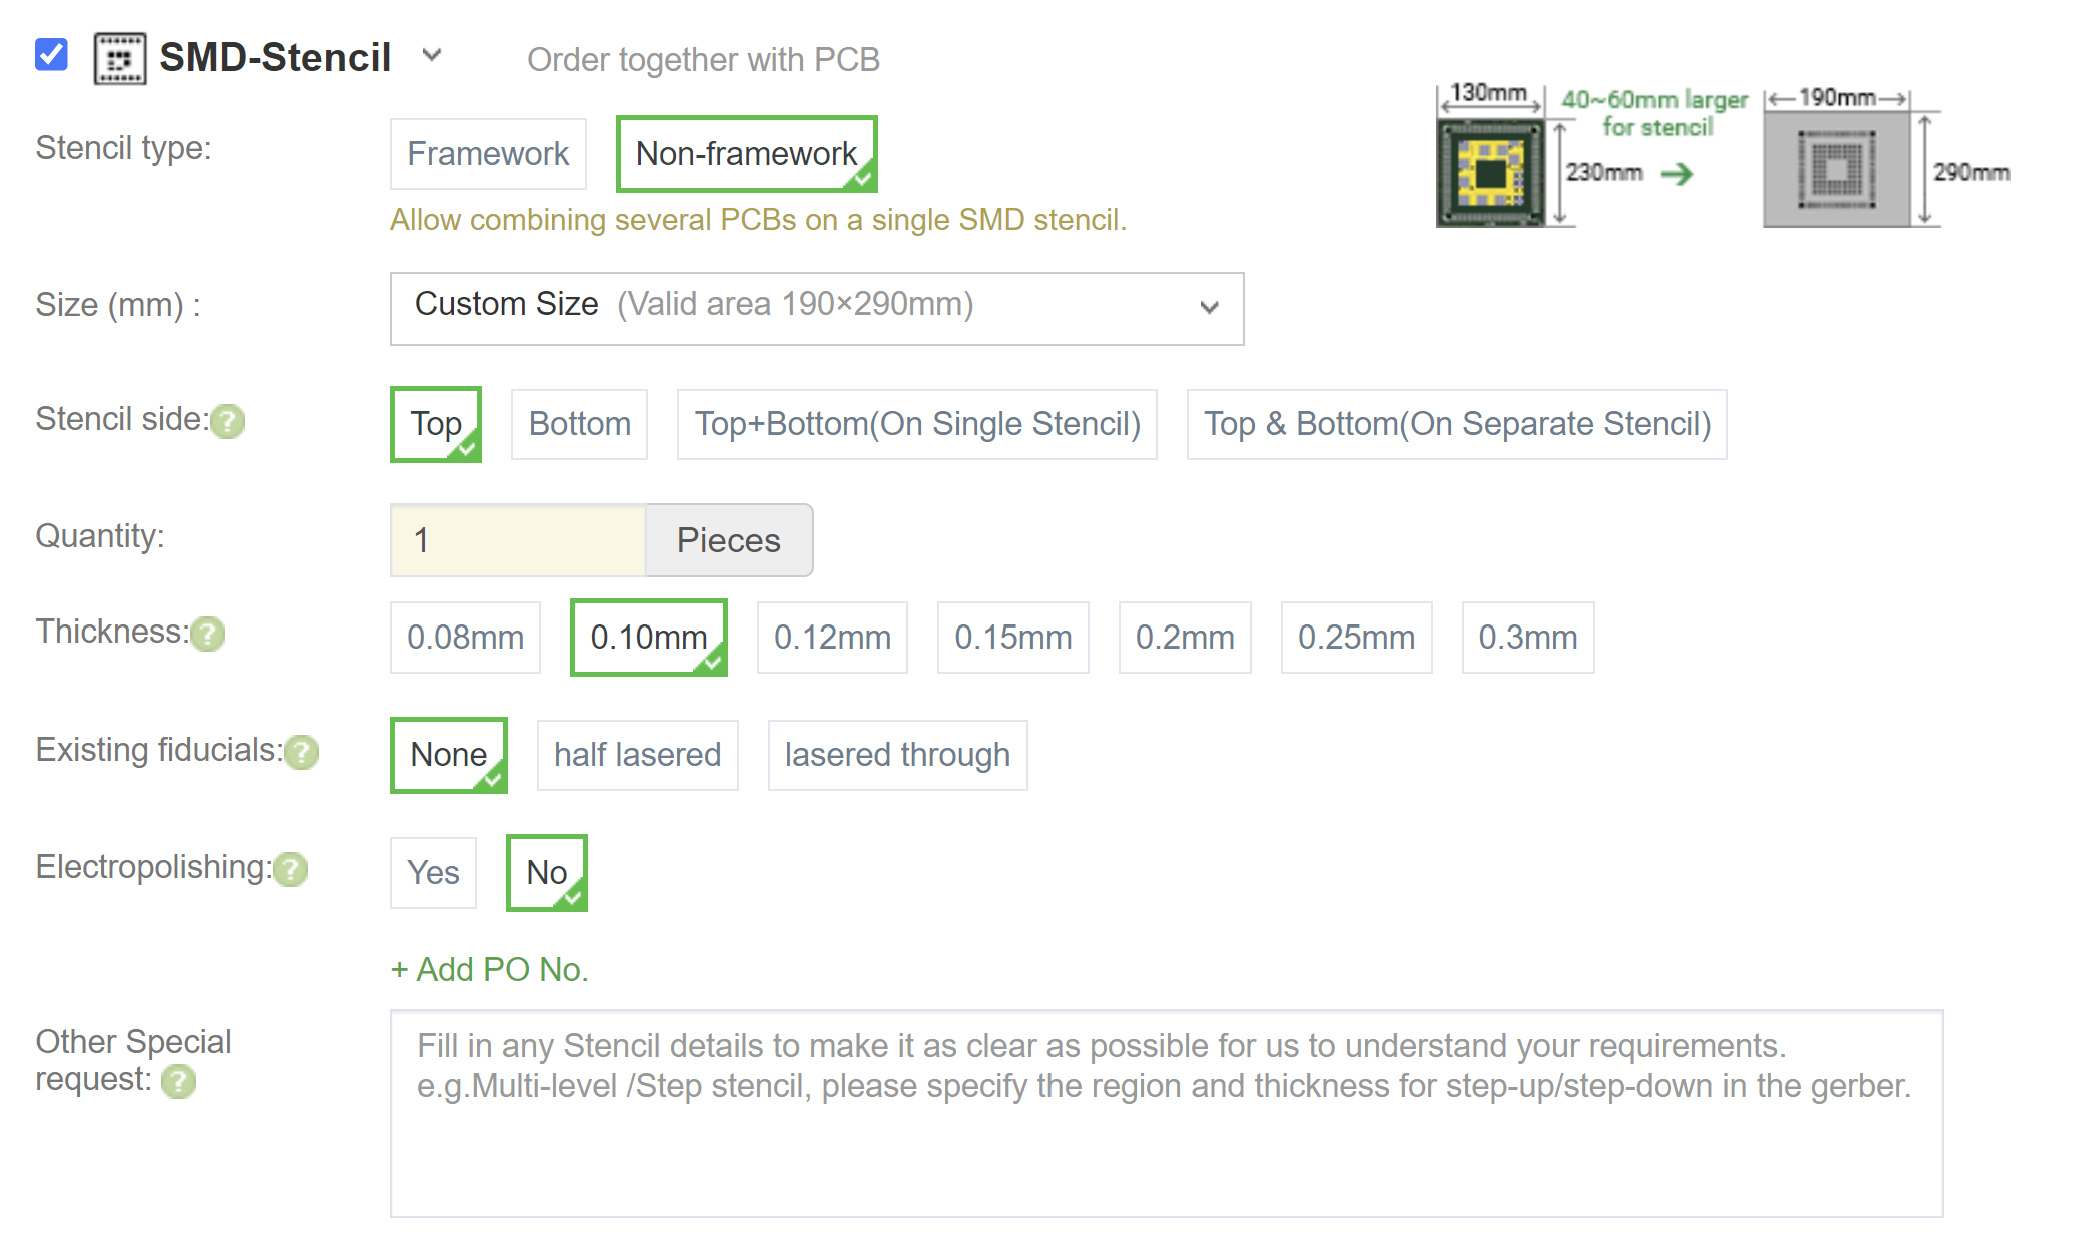 SMD-Stencil
Order together with PCB
130mm
40~60mm larger
for stencil
230mm
190mm
290mm
Stencil type:
Framework
Non-framework
Allow combining several PCBs on a single SMD stencil.
Size (mm) :
Custom Size (Valid area 190×290mm)
Stencil side:?
Top
Bottom
Top+Bottom(On Single Stencil)
Top & Bottom(On Separate Stencil)
Quantity:
1
Pieces
Thickness:?
0.08mm
0.10mm
0.12mm
0.15mm
0.2mm
0.25mm
0.3mm
Existing fiducials:?
None
half lasered
lasered through
Electropolishing:?
Yes
No
+ Add PO No.
Other Special
request: ?
Fill in any Stencil details to make it as clear as possible for us to understand your requirements.
e.g.Multi-level /Step stencil, please specify the region and thickness for step-up/step-down in the gerber.